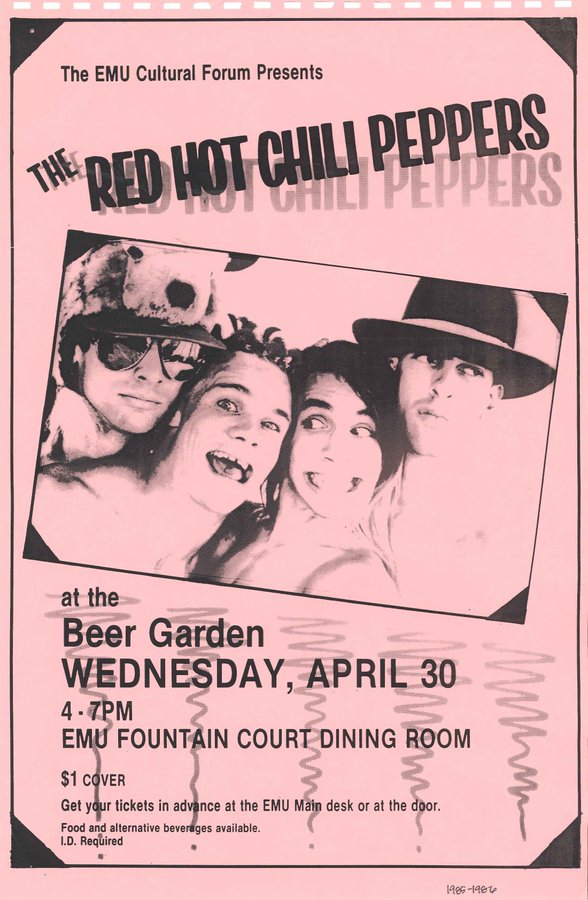 The EMU Cultural Forum Presents
THE RED HOT CHILI PEPPERS
at the
Beer Garden
WEDNESDAY, APRIL 30
4 - 7PM
EMU FOUNTAIN COURT DINING ROOM
$1 COVER
Get your tickets in advance at the EMU Main desk or at the door.
Food and alternative beverages available.
I.D. Required
1985-1986